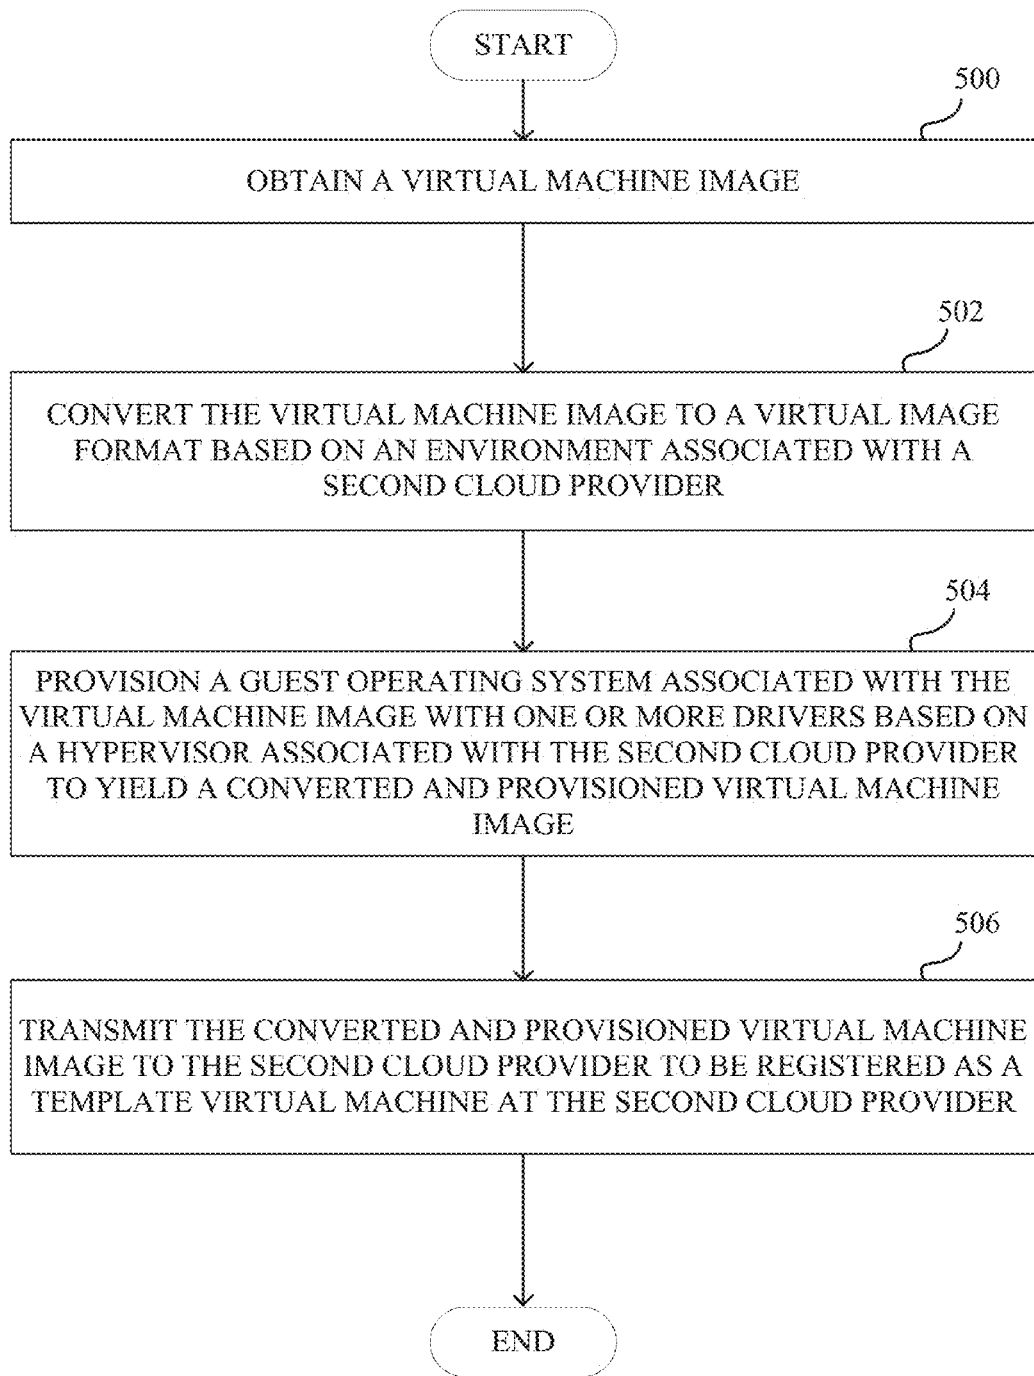 START
500
OBTAIN A VIRTUAL MACHINE IMAGE
502
CONVERT THE VIRTUAL MACHINE IMAGE TO A VIRTUAL IMAGE
FORMAT BASED ON AN ENVIRONMENT ASSOCIATED WITH A
SECOND CLOUD PROVIDER
504
PROVISION A GUEST OPERATING SYSTEM ASSOCIATED WITH THE
VIRTUAL MACHINE IMAGE WITH ONE OR MORE DRIVERS BASED ON
A HYPERVISOR ASSOCIATED WITH THE SECOND CLOUD PROVIDER
TO YIELD A CONVERTED AND PROVISIONED VIRTUAL MACHINE
IMAGE
506
TRANSMIT THE CONVERTED AND PROVISIONED VIRTUAL MACHINE
IMAGE TO THE SECOND CLOUD PROVIDER TO BE REGISTERED AS A
TEMPLATE VIRTUAL MACHINE AT THE SECOND CLOUD PROVIDER
END